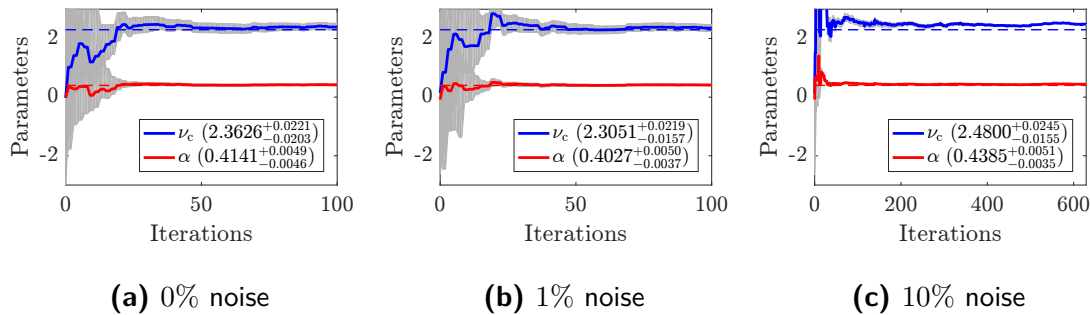 Parameters
2
0
-2
ν_c (2.3626^{+0.0221}_{-0.0203})
α (0.4141^{+0.0049}_{-0.0046})
0 50 100
Iterations
(a) 0% noise
Parameters
2
0
-2
ν_c (2.3051^{+0.0219}_{-0.0157})
α (0.4027^{+0.0050}_{-0.0037})
0 50 100
Iterations
(b) 1% noise
Parameters
2
0
-2
ν_c (2.4800^{+0.0245}_{-0.0155})
α (0.4385^{+0.0051}_{-0.0035})
0 200 400 600
Iterations
(c) 10% noise